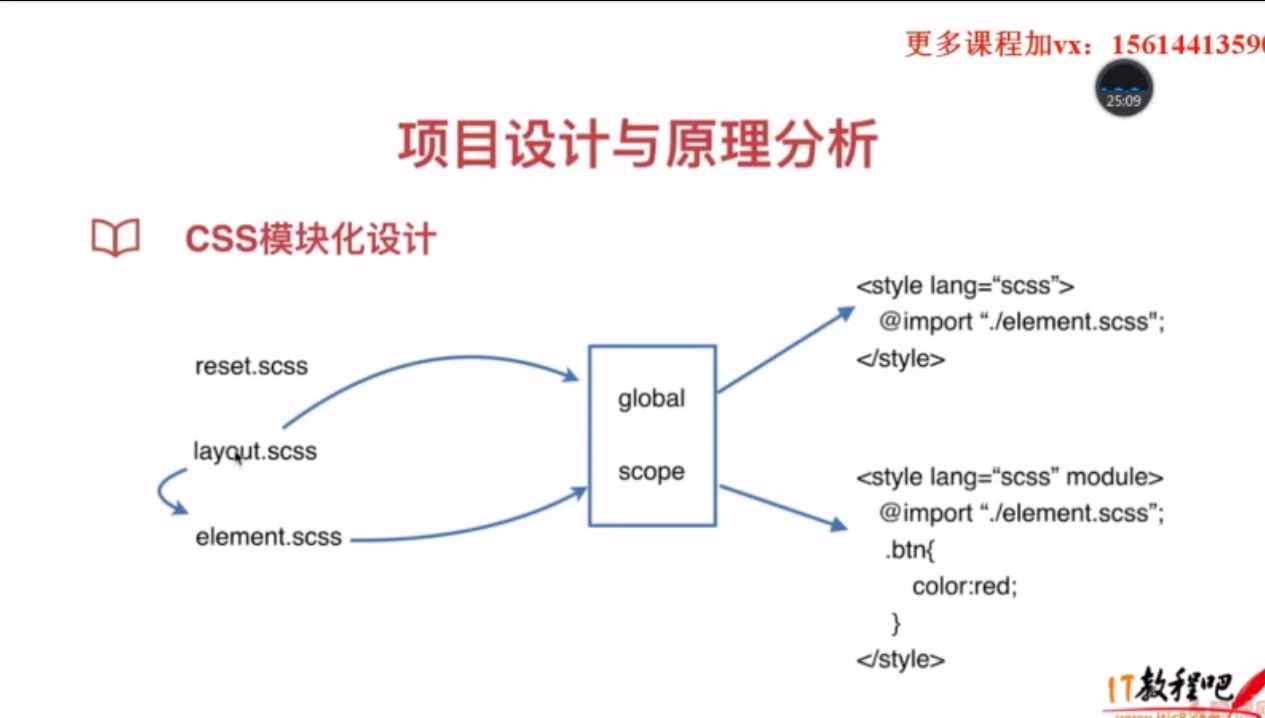 更多课程加vx：1561441359
25:09
项目设计与原理分析
CSS模块化设计
reset.scss
layout.scss
element.scss
global
scope
<style lang=“scss”>
@import “./element.scss";
</style>
<style lang=“scss” module>
@import “./element.scss”;
.btn{
color:red;
}
</style>
IT教程吧